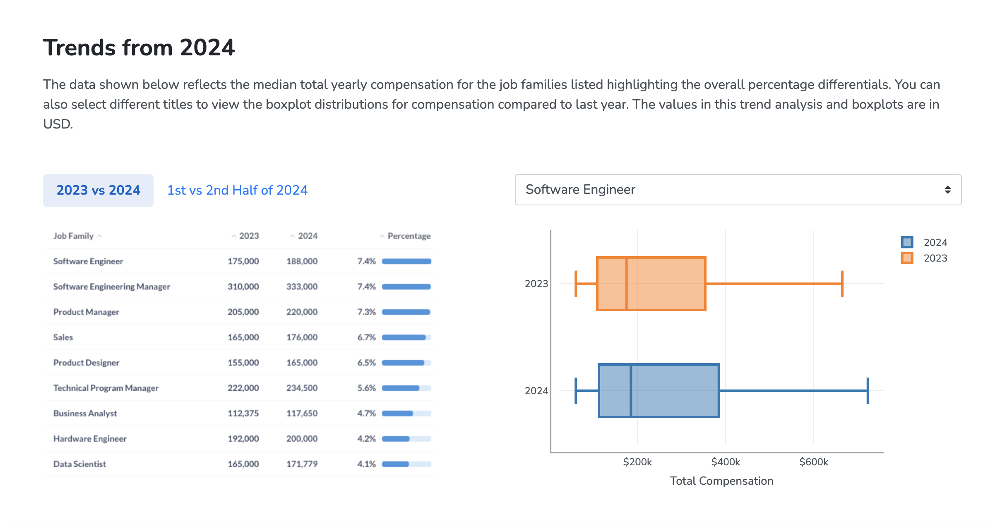 Trends from 2024
The data shown below reflects the median total yearly compensation for the job families listed highlighting the overall percentage differentials. You can
also select different titles to view the boxplot distributions for compensation compared to last year. The values in this trend analysis and boxplots are in
USD.
2023 vs 2024 1st vs 2nd Half of 2024
Software Engineer
Job Family 2023 2024 Percentage
Software Engineer 175,000 188,000 7.4%
Software Engineering Manager 310,000 333,000 7.4%
Product Manager 205,000 220,000 7.3%
Sales 165,000 176,000 6.7%
Product Designer 155,000 165,000 6.5%
Technical Program Manager 222,000 234,500 5.6%
Business Analyst 112,375 117,650 4.7%
Hardware Engineer 192,000 200,000 4.2%
Data Scientist 165,000 171,779 4.1%
2024
2023
2023
2024
$200k $400k $600k
Total Compensation